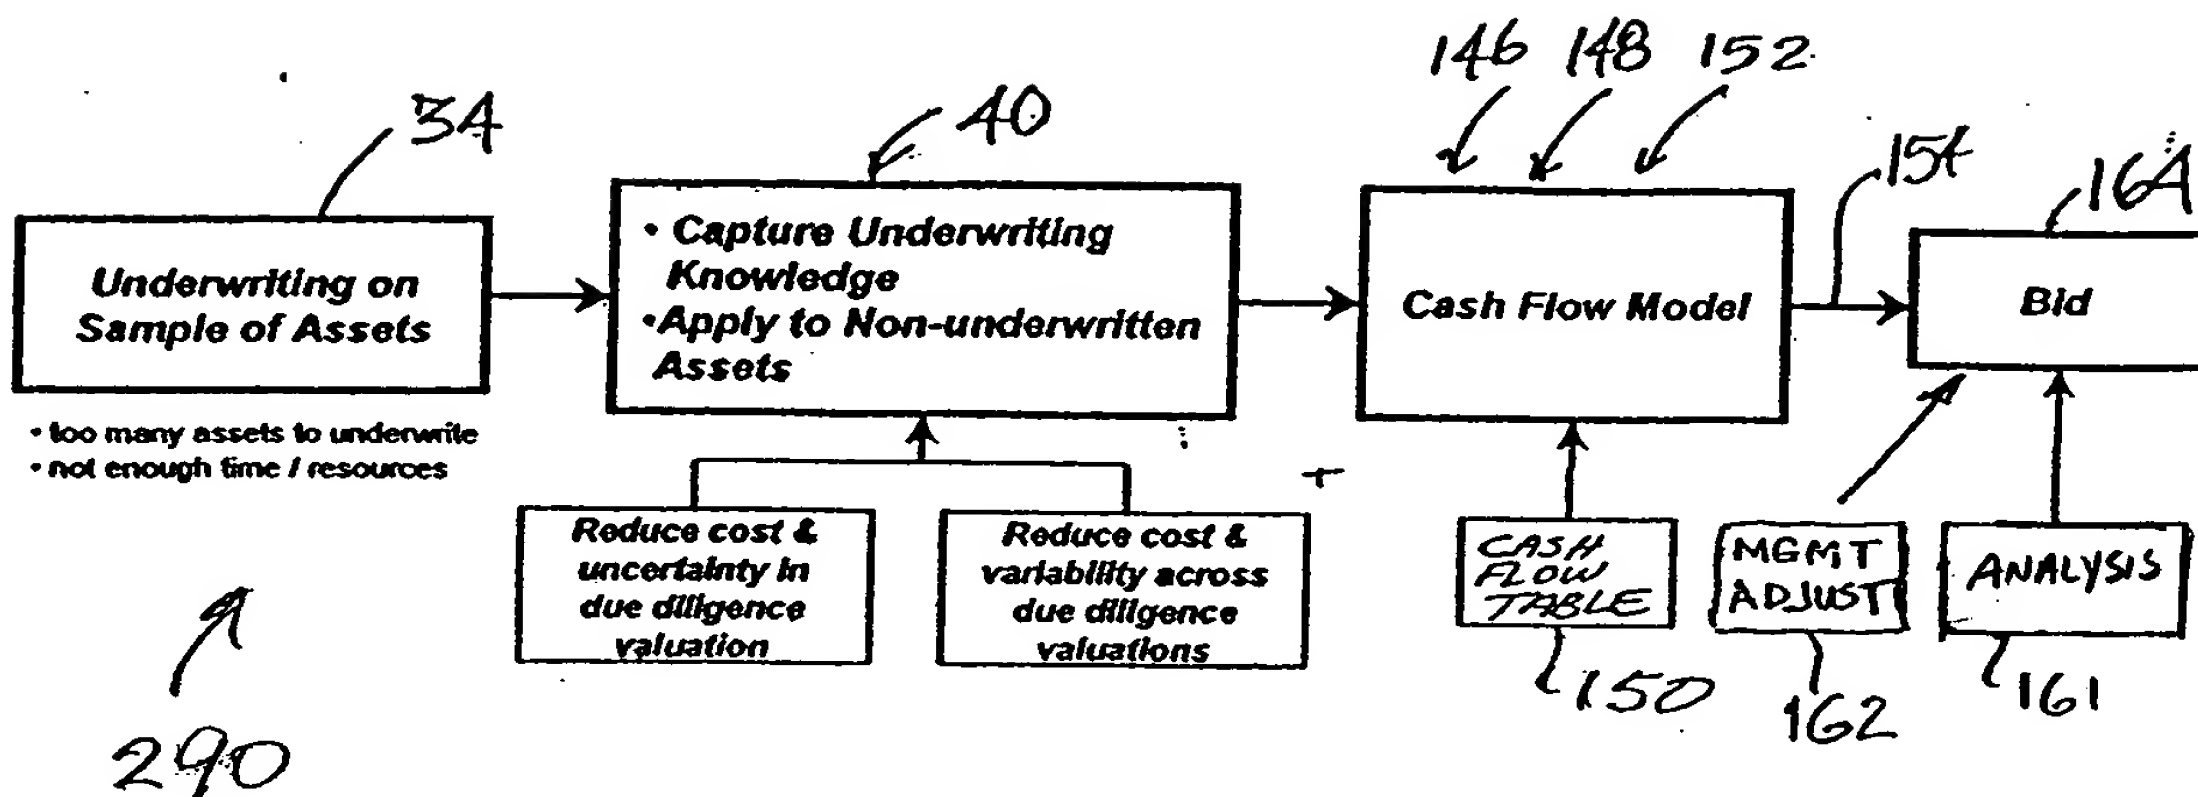 146 148 152
34
40
154
164
Underwriting on
Sample of Assets
• Capture Underwriting
Knowledge
•Apply to Non-underwritten
Assets
Cash Flow Model
Bid
• too many assets to underwrite
• not enough time / resources
Reduce cost &
uncertainty in
due diligence
valuation
Reduce cost &
variability across
due diligence
valuations
CASH
FLOW
TABLE
MGMT
ADJUST
ANALYSIS
150
162
161
290